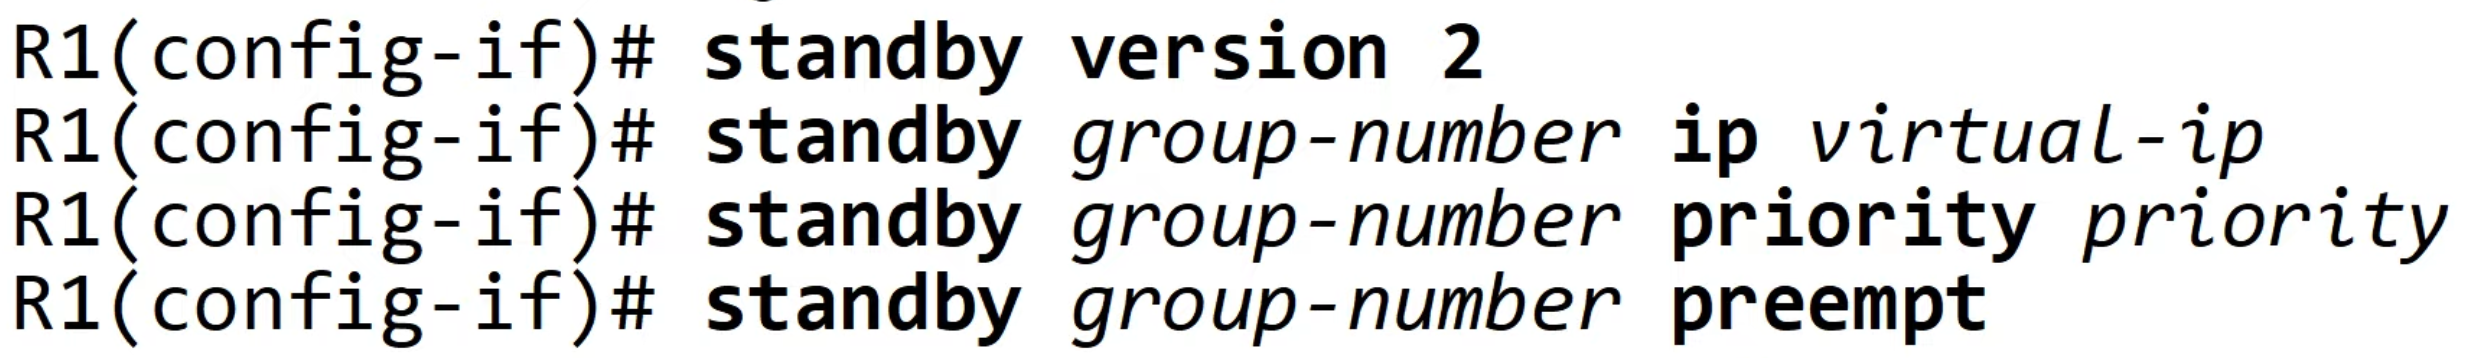 R1(config-if)# standby version 2
R1(config-if)# standby group-number ip virtual-ip
R1(config-if)# standby group-number priority priority
R1(config-if)# standby group-number preempt